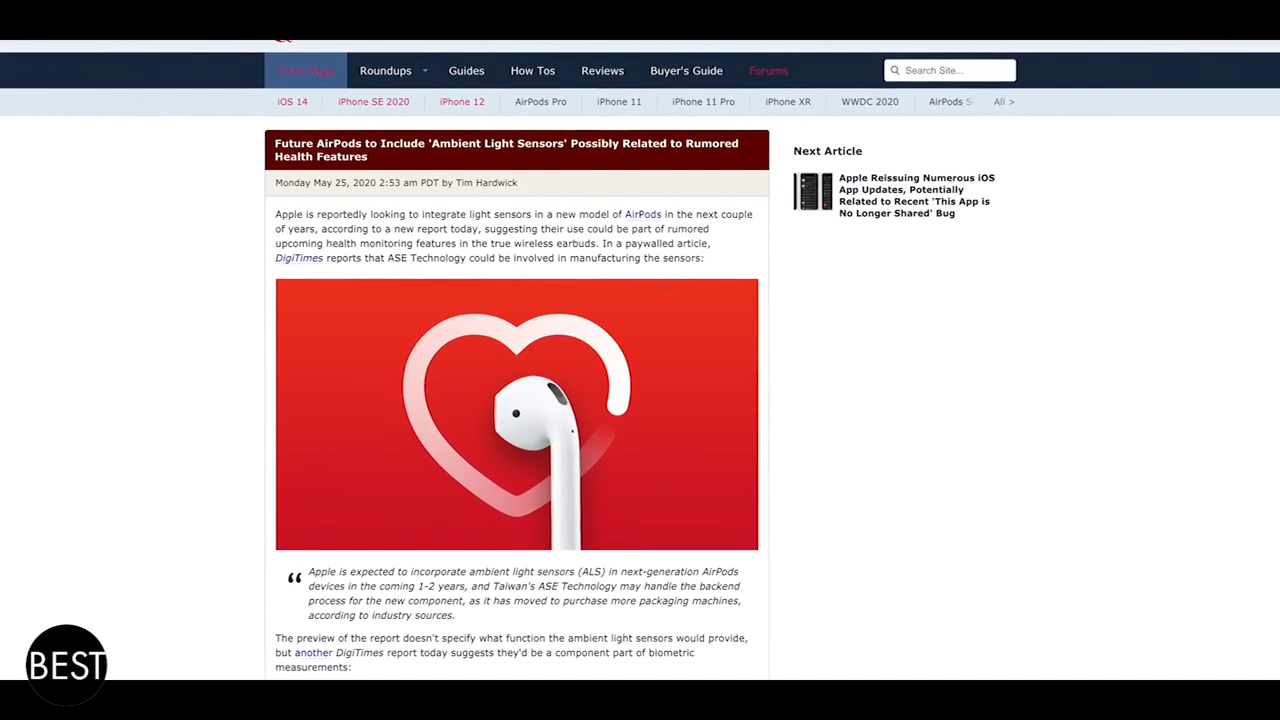 Front Page Roundups Guides How Tos Reviews Buyer's Guide Forums Search Site...
iOS 14 iPhone SE 2020 iPhone 12 AirPods Pro iPhone 11 iPhone 11 Pro iPhone XR WWDC 2020 AirPods S All >
Future AirPods to Include 'Ambient Light Sensors' Possibly Related to Rumored
Health Features
Monday May 25, 2020 2:53 am PDT by Tim Hardwick
Apple is reportedly looking to integrate light sensors in a new model of AirPods in the next couple
of years, according to a new report today, suggesting their use could be part of rumored
upcoming health monitoring features in the true wireless earbuds. In a paywalled article,
DigiTimes reports that ASE Technology could be involved in manufacturing the sensors:
“ Apple is expected to incorporate ambient light sensors (ALS) in next-generation AirPods
devices in the coming 1-2 years, and Taiwan's ASE Technology may handle the backend
process for the new component, as it has moved to purchase more packaging machines,
according to industry sources.
The preview of the report doesn't specify what function the ambient light sensors would provide,
but another DigiTimes report today suggests they'd be a component part of biometric
measurements:
Next Article
Apple Reissuing Numerous iOS
App Updates, Potentially
Related to Recent 'This App is
No Longer Shared' Bug
BEST